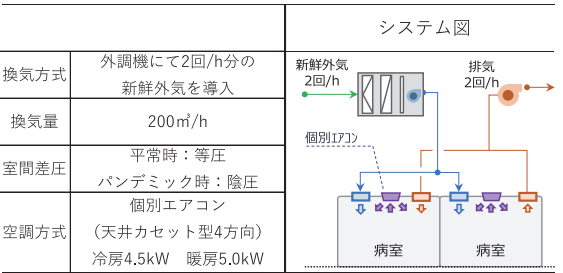 システム図
換気方式
外調機にて2回/h分の
新鮮外気を導入
換気量
200㎥/h
室間差圧
平常時：等圧
パンデミック時：陰圧
空調方式
個別エアコン
（天井カセット型4方向）
冷房4.5kW　暖房5.0kW
新鮮外気
2回/h
排気
2回/h
個別エアコン
病室
病室